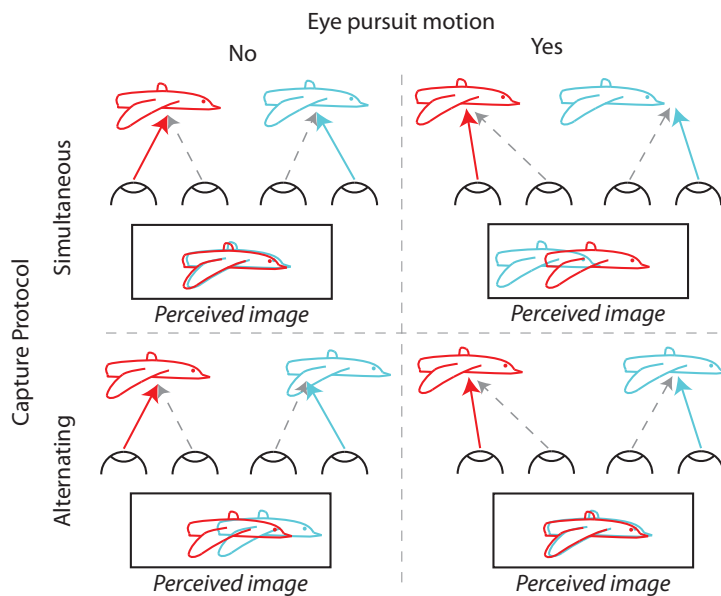 Eye pursuit motion
No
Yes
Capture Protocol
Simultaneous
Perceived image
Perceived image
Alternating
Perceived image
Perceived image